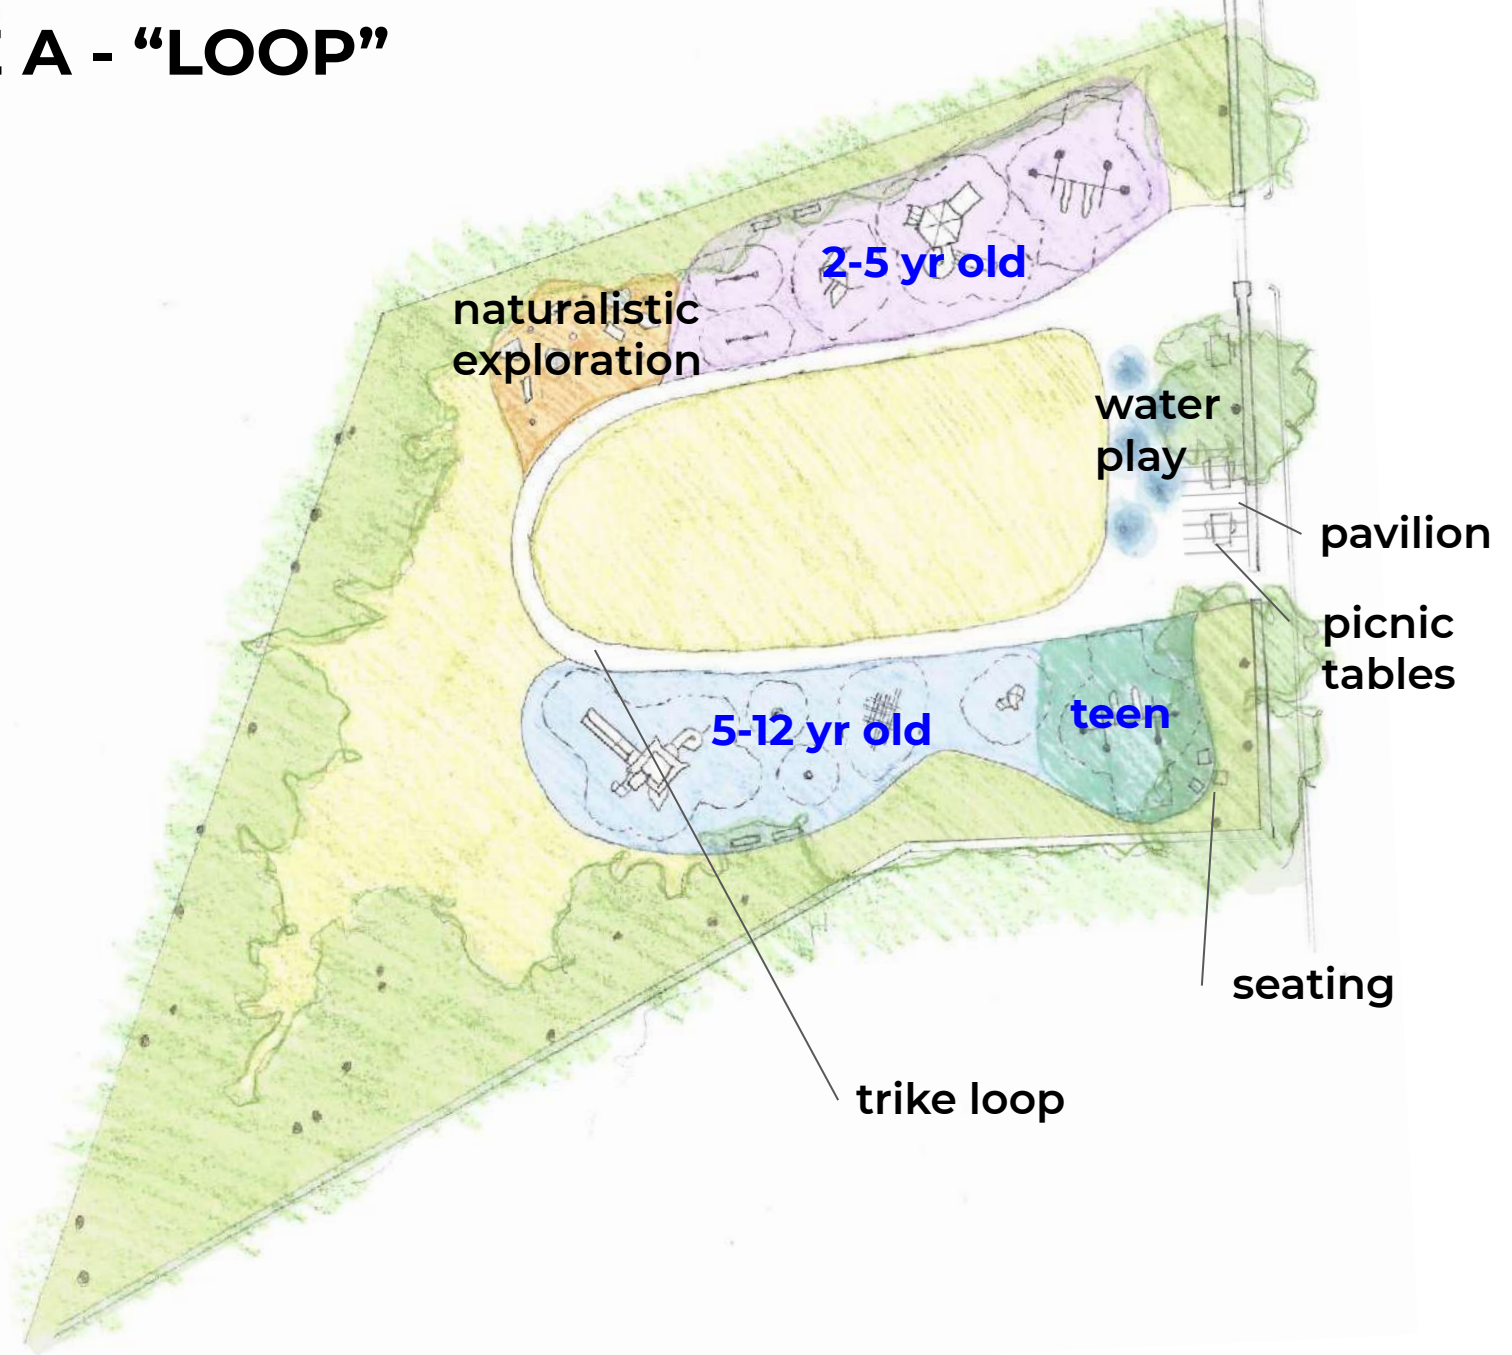 A - “LOOP”
2-5 yr old
naturalistic
exploration
water
play
pavilion
picnic
tables
5-12 yr old
teen
seating
trike loop